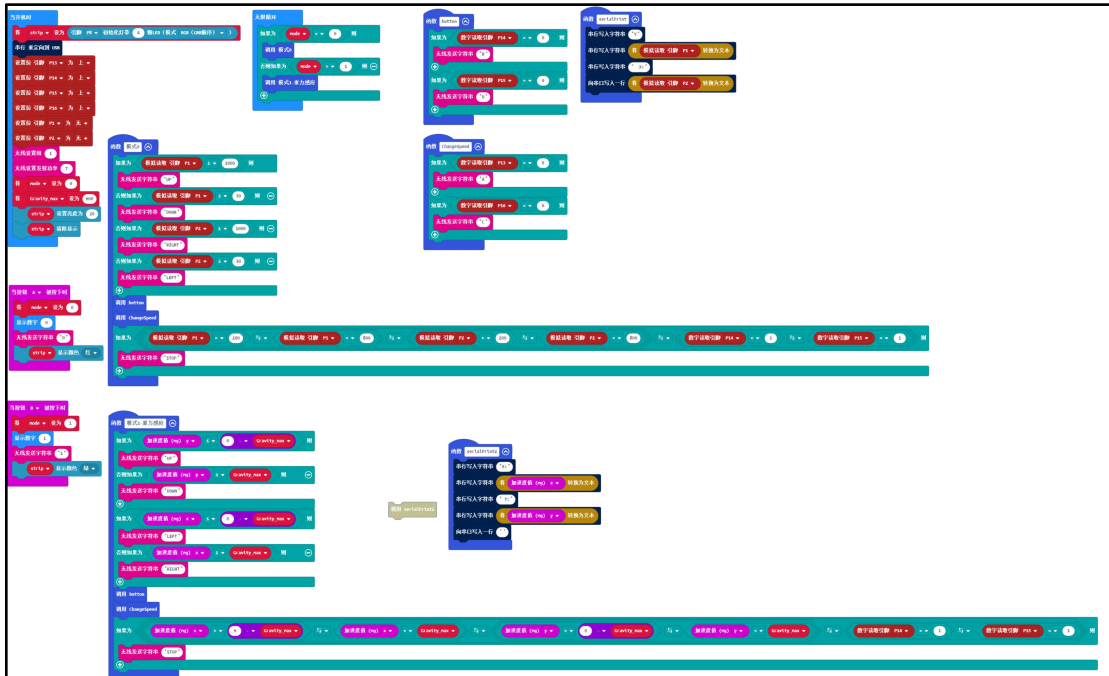 当开机时
将 strip 设为 引脚 P0 初始化灯带 4 颗LED (模式 RGB (GRB顺序) )
串行 重定向到 USB
设置拉 引脚 P13 为 上
设置拉 引脚 P14 为 上
设置拉 引脚 P15 为 上
设置拉 引脚 P16 为 上
设置拉 引脚 P1 为 无
设置拉 引脚 P2 为 无
无线设置组 1
无线设置发射功率 7
将 mode 设为
将 Gravity_max 设为 600
strip 设置亮度为 20
strip 清除显示
无限循环
如果为 mode = 0 则
调用 模式0
否则如果为 mode = 1 则
调用 模式1-重力感应
函数 button
如果为 数字读取引脚 P14 = 0 则
无线发送字符串
如果为 数字读取引脚 P15 = 0 则
无线发送字符串
函数 serialPrint
串行写入字符串 "Y:"
串行写入字符串 将 模拟读取 引脚 P1 转换为文本
串行写入字符串 " X:"
向串口写入一行 将 模拟读取 引脚 P2 转换为文本
函数 模式0
如果为 模拟读取 引脚 P1 ≥ 1000 则
无线发送字符串 "UP"
否则如果为 模拟读取 引脚 P1 ≤ 30 则
无线发送字符串 "DOWN"
否则如果为 模拟读取 引脚 P2 ≥ 1000 则
无线发送字符串 "RIGHT"
否则如果为 模拟读取 引脚 P2 ≤ 30 则
无线发送字符串 "LEFT"
调用 button
调用 ChangeSpeed
如果为 模拟读取 引脚 P1 200 与 模拟读取 引脚 P1 800 与 模拟读取 引脚 P2 200 与 模拟读取 引脚 P2 800 与 数字读取引脚 P14 = 1 与 数字读取引脚 P15 = 1 则
无线发送字符串 "STOP"
函数 ChangeSpeed
如果为 数字读取引脚 P13 = 0 则
无线发送字符串
如果为 数字读取引脚 P16 = 0 则
无线发送字符串 "C"
当按钮 A 被按下时
将 mode 设为 0
显示数字 0
无线发送字符串 "0"
strip 显示颜色 红
当按钮 B 被按下时
将 mode 设为 1
显示数字 1
无线发送字符串 "1"
strip 显示颜色 绿
函数 模式1-重力感应
如果为 加速度值 (mg) y ≤ 0 - Gravity_max 则
无线发送字符串 "UP"
否则如果为 加速度值 (mg) y ≥ Gravity_max 则
无线发送字符串 "DOWN"
如果为 加速度值 (mg) x ≤ 0 - Gravity_max 则
无线发送字符串 "LEFT"
否则如果为 加速度值 (mg) x ≥ Gravity_max 则
无线发送字符串 "RIGHT"
调用 button
调用 ChangeSpeed
如果为 加速度值 (mg) x > 0 - Gravity_max 与 加速度值 (mg) x < Gravity_max 与 加速度值 (mg) y > 0 - Gravity_max 与 加速度值 (mg) y < Gravity_max 与 数字读取引脚 P14 = 1 与 数字读取引脚 P15 = 1 则
无线发送字符串 "STOP"
调用 serialPrint2
函数 serialPrint2
串行写入字符串 "X:"
串行写入字符串 将 加速度值 (mg) x 转换为文本
串行写入字符串 " Y:"
串行写入字符串 将 加速度值 (mg) y 转换为文本
向串口写入一行